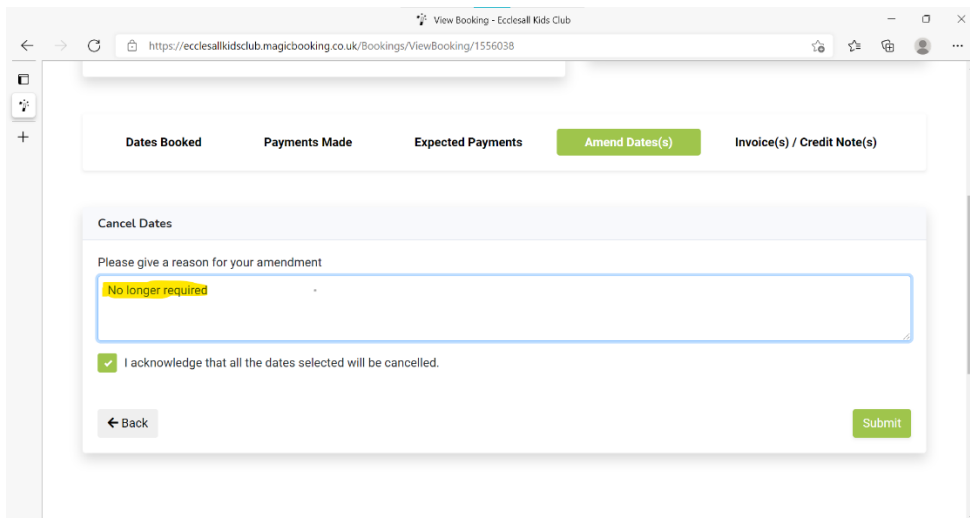 View Booking - Ecclesall Kids Club
https://ecclesallkidsclub.magicbooking.co.uk/Bookings/ViewBooking/1556038
Dates Booked Payments Made Expected Payments Amend Dates(s) Invoice(s) / Credit Note(s)
Cancel Dates
Please give a reason for your amendment
No longer required
I acknowledge that all the dates selected will be cancelled.
Back Submit